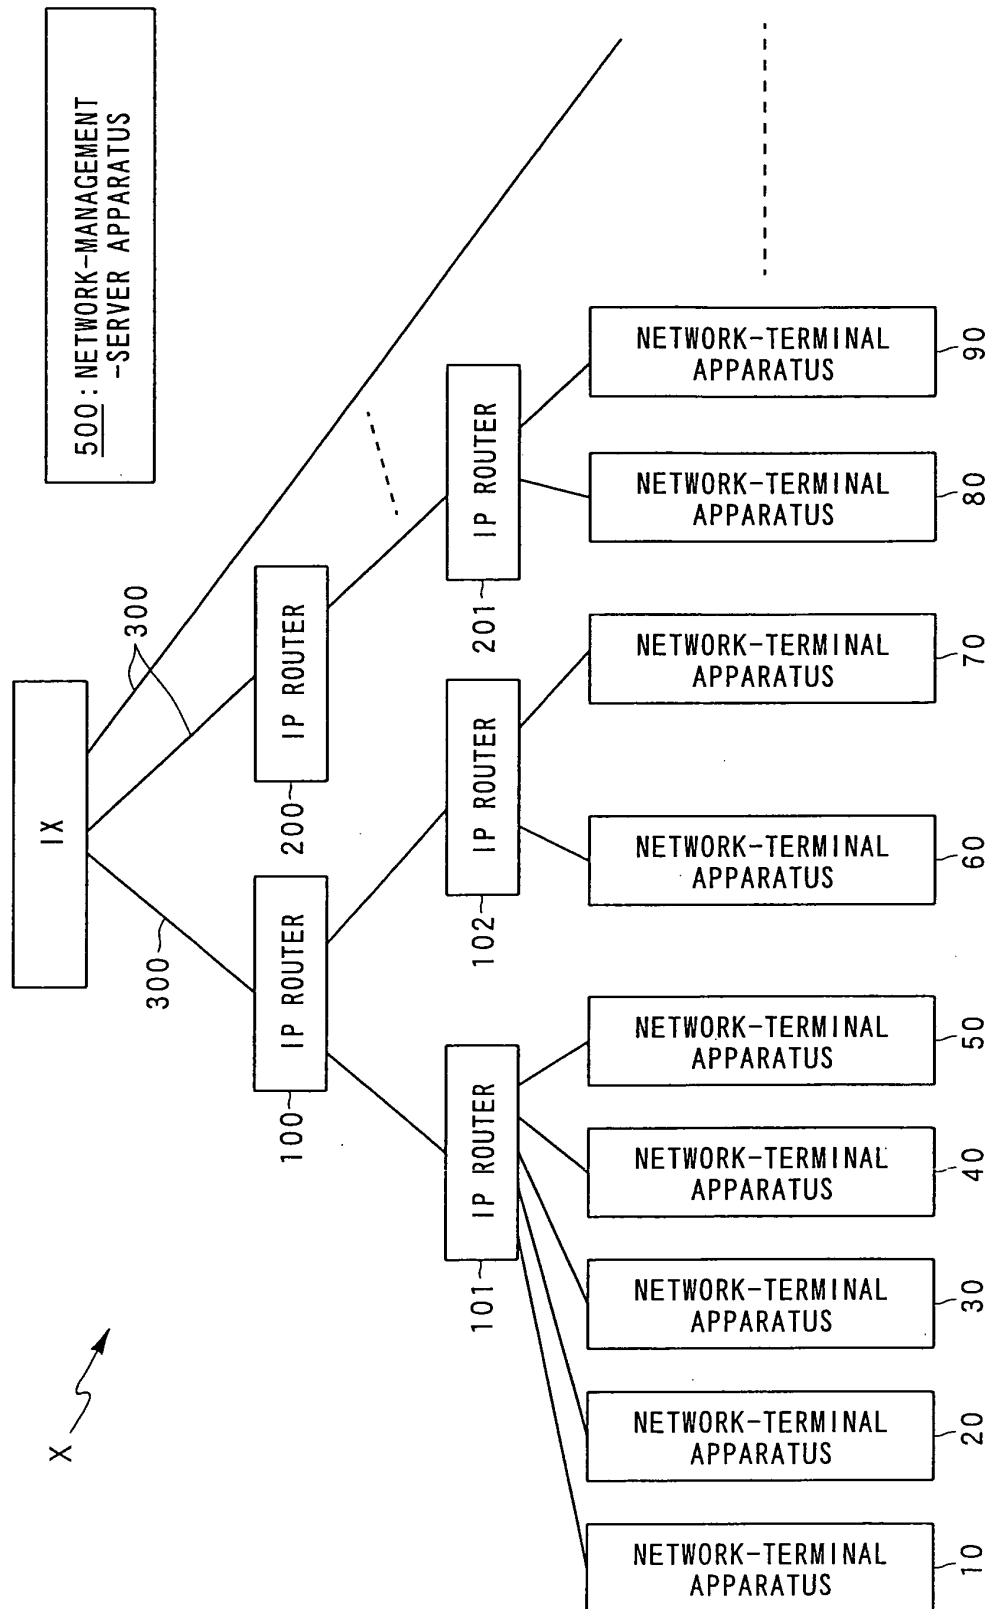 500: NETWORK-MANAGEMENT
-SERVER APPARATUS
X
IX
300
300
100
IP ROUTER
200
IP ROUTER
101
IP ROUTER
102
IP ROUTER
201
IP ROUTER
NETWORK-TERMINAL
APPARATUS
10
NETWORK-TERMINAL
APPARATUS
20
NETWORK-TERMINAL
APPARATUS
30
NETWORK-TERMINAL
APPARATUS
40
NETWORK-TERMINAL
APPARATUS
50
NETWORK-TERMINAL
APPARATUS
60
NETWORK-TERMINAL
APPARATUS
70
NETWORK-TERMINAL
APPARATUS
80
NETWORK-TERMINAL
APPARATUS
90